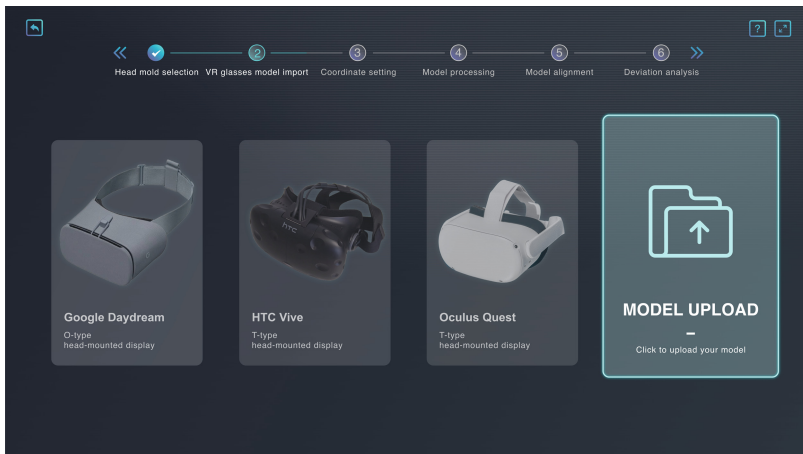 ?
2
3
4
5
6
Head mold selection
VR glasses model import
Coordinate setting
Model processing
Model alignment
Deviation analysis
hTC
Google Daydream
O-type
head-mounted display
HTC Vive
T-type
head-mounted display
Oculus Quest
T-type
head-mounted display
MODEL UPLOAD
Click to upload your model